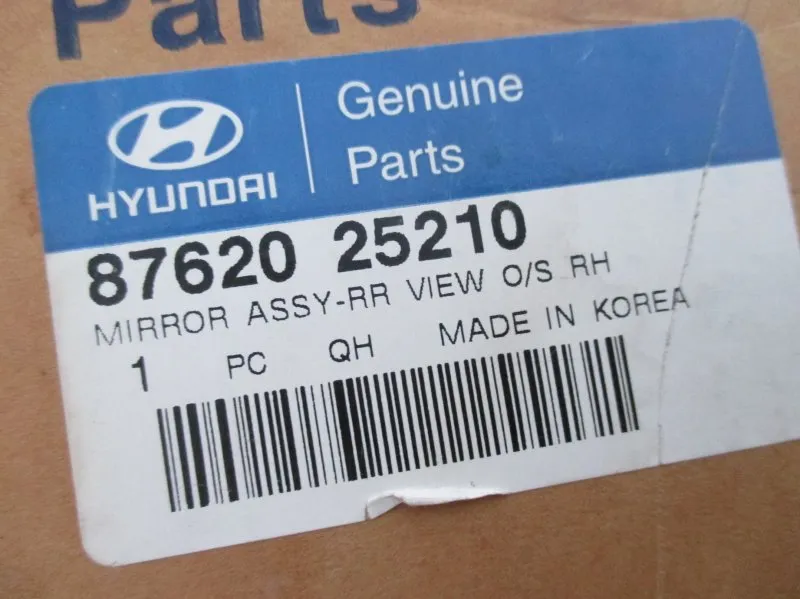 Parts
HYUNDAI
Genuine
Parts
87620 25210
MIRROR ASSY-RR VIEW O/S RH
1 PC QH MADE IN KOREA